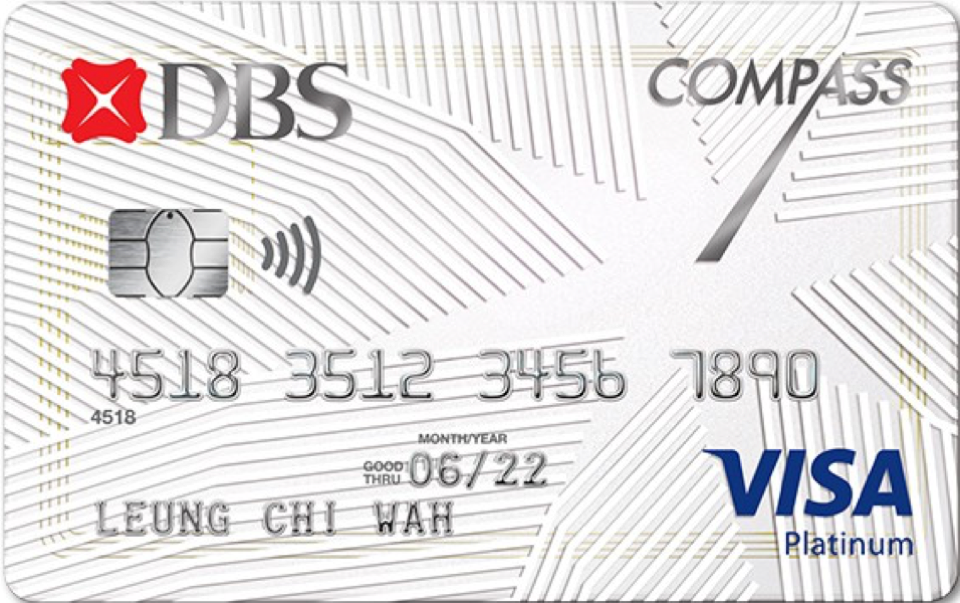 DBS
COMPASS
4518 3512 3456 7890
4518
MONTH/YEAR
GOOD THRU 06/22
LEUNG CHI WAH
VISA
Platinum